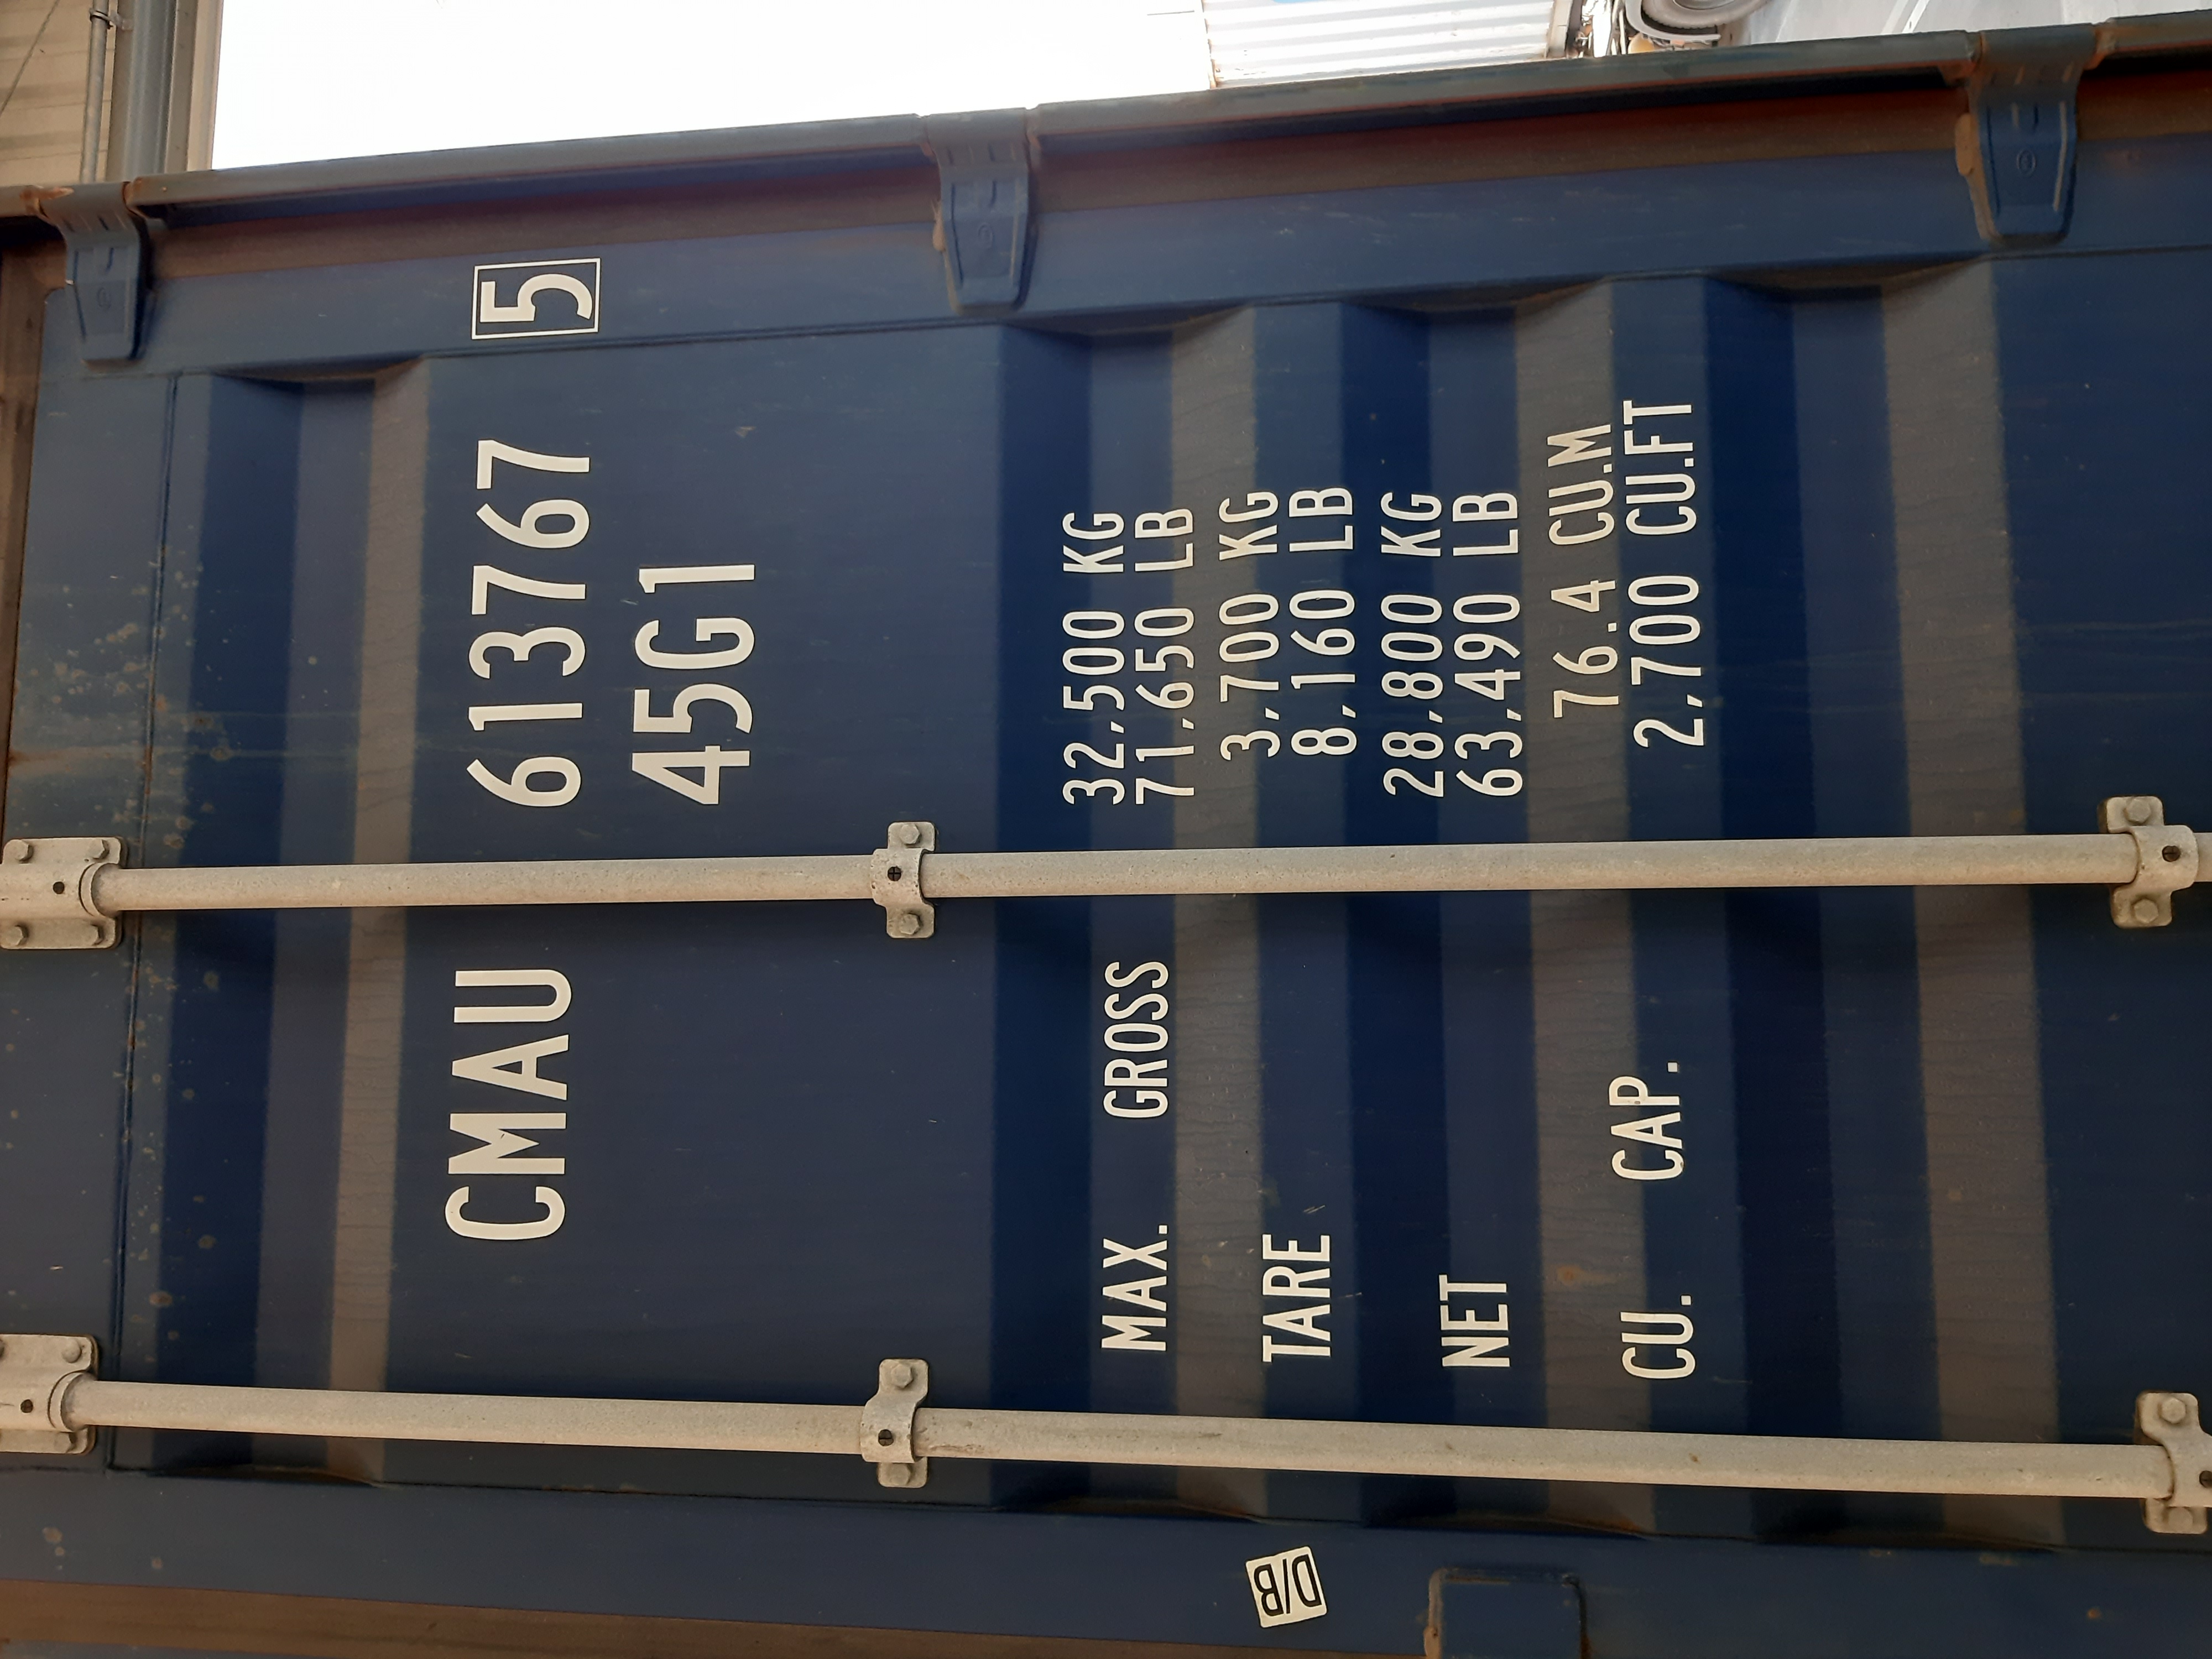 CMAU 613767 5
45G1
MAX. GROSS 32,500 KG
71,650 LB
TARE 3,700 KG
8,160 LB
NET 28,800 KG
63,490 LB
CU. CAP. 76.4 CU.M
2,700 CU.FT
D/B